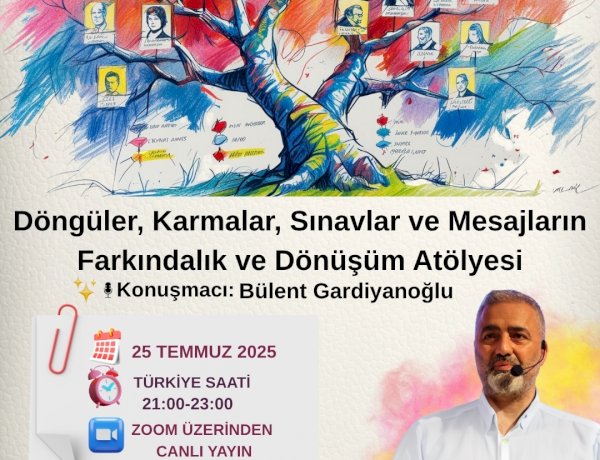 Döngüler, Karmalar, Sınavlar ve Mesajların
Farkındalık ve Dönüşüm Atölyesi
Konuşmacı: Bülent Gardiyanoğlu
25 TEMMUZ 2025
TÜRKİYE SAATİ
21:00-23:00
ZOOM ÜZERİNDEN
CANLI YAYIN